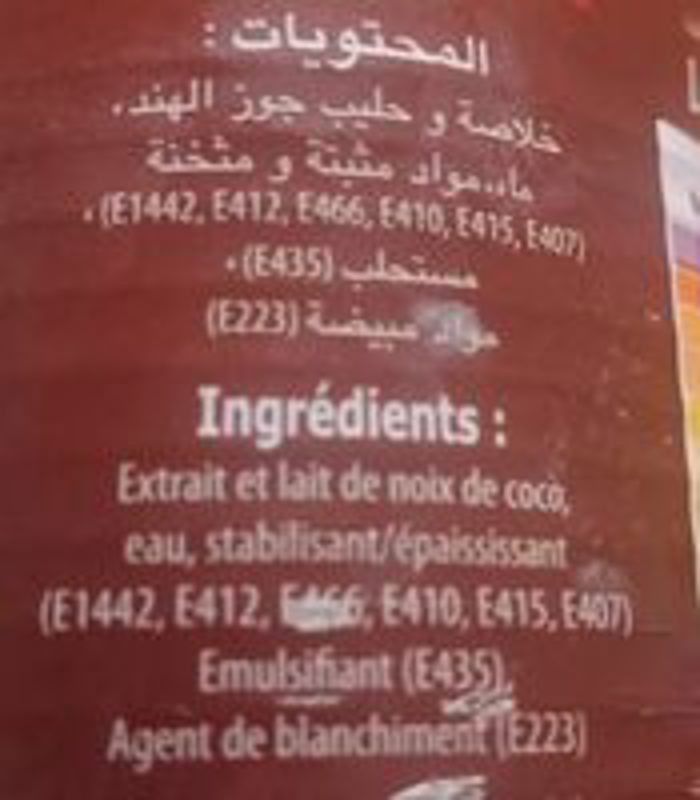 المحتويات :
خلاصة و حليب جوز الهند،
ماء،مواد مثبتة و مثخنة
(E1442, E412, E466, E410, E415, E407) ،
مستحلب (E435)،
مواد مبيضة (E223)
Ingrédients :
Extrait et lait de noix de coco,
eau, stabilisant/épaississant
(E1442, E412, E466, E410, E415, E407)
Emulsifiant (E435),
Agent de blanchiment (E223)